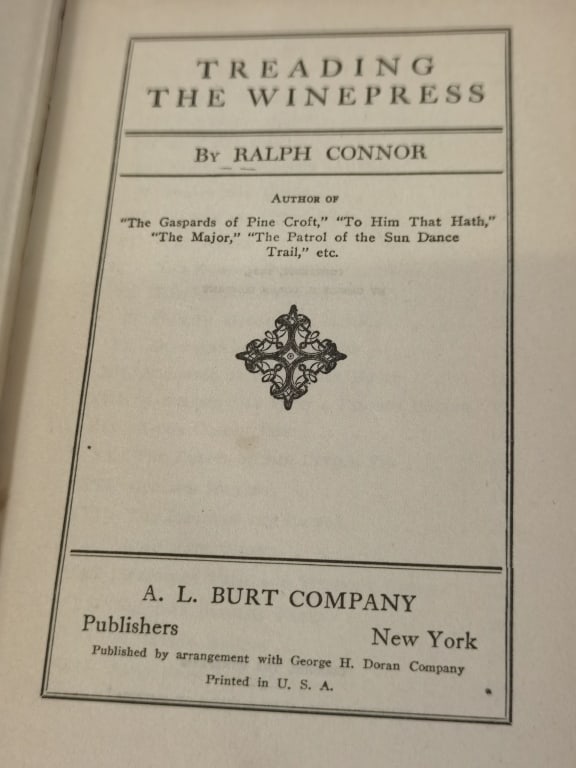 TREADING
THE WINEPRESS
BY RALPH CONNOR
AUTHOR OF
"The Gaspards of Pine Croft," "To Him That Hath,"
"The Major," "The Patrol of the Sun Dance
Trail," etc.
A. L. BURT COMPANY
Publishers New York
Published by arrangement with George H. Doran Company
Printed in U. S. A.